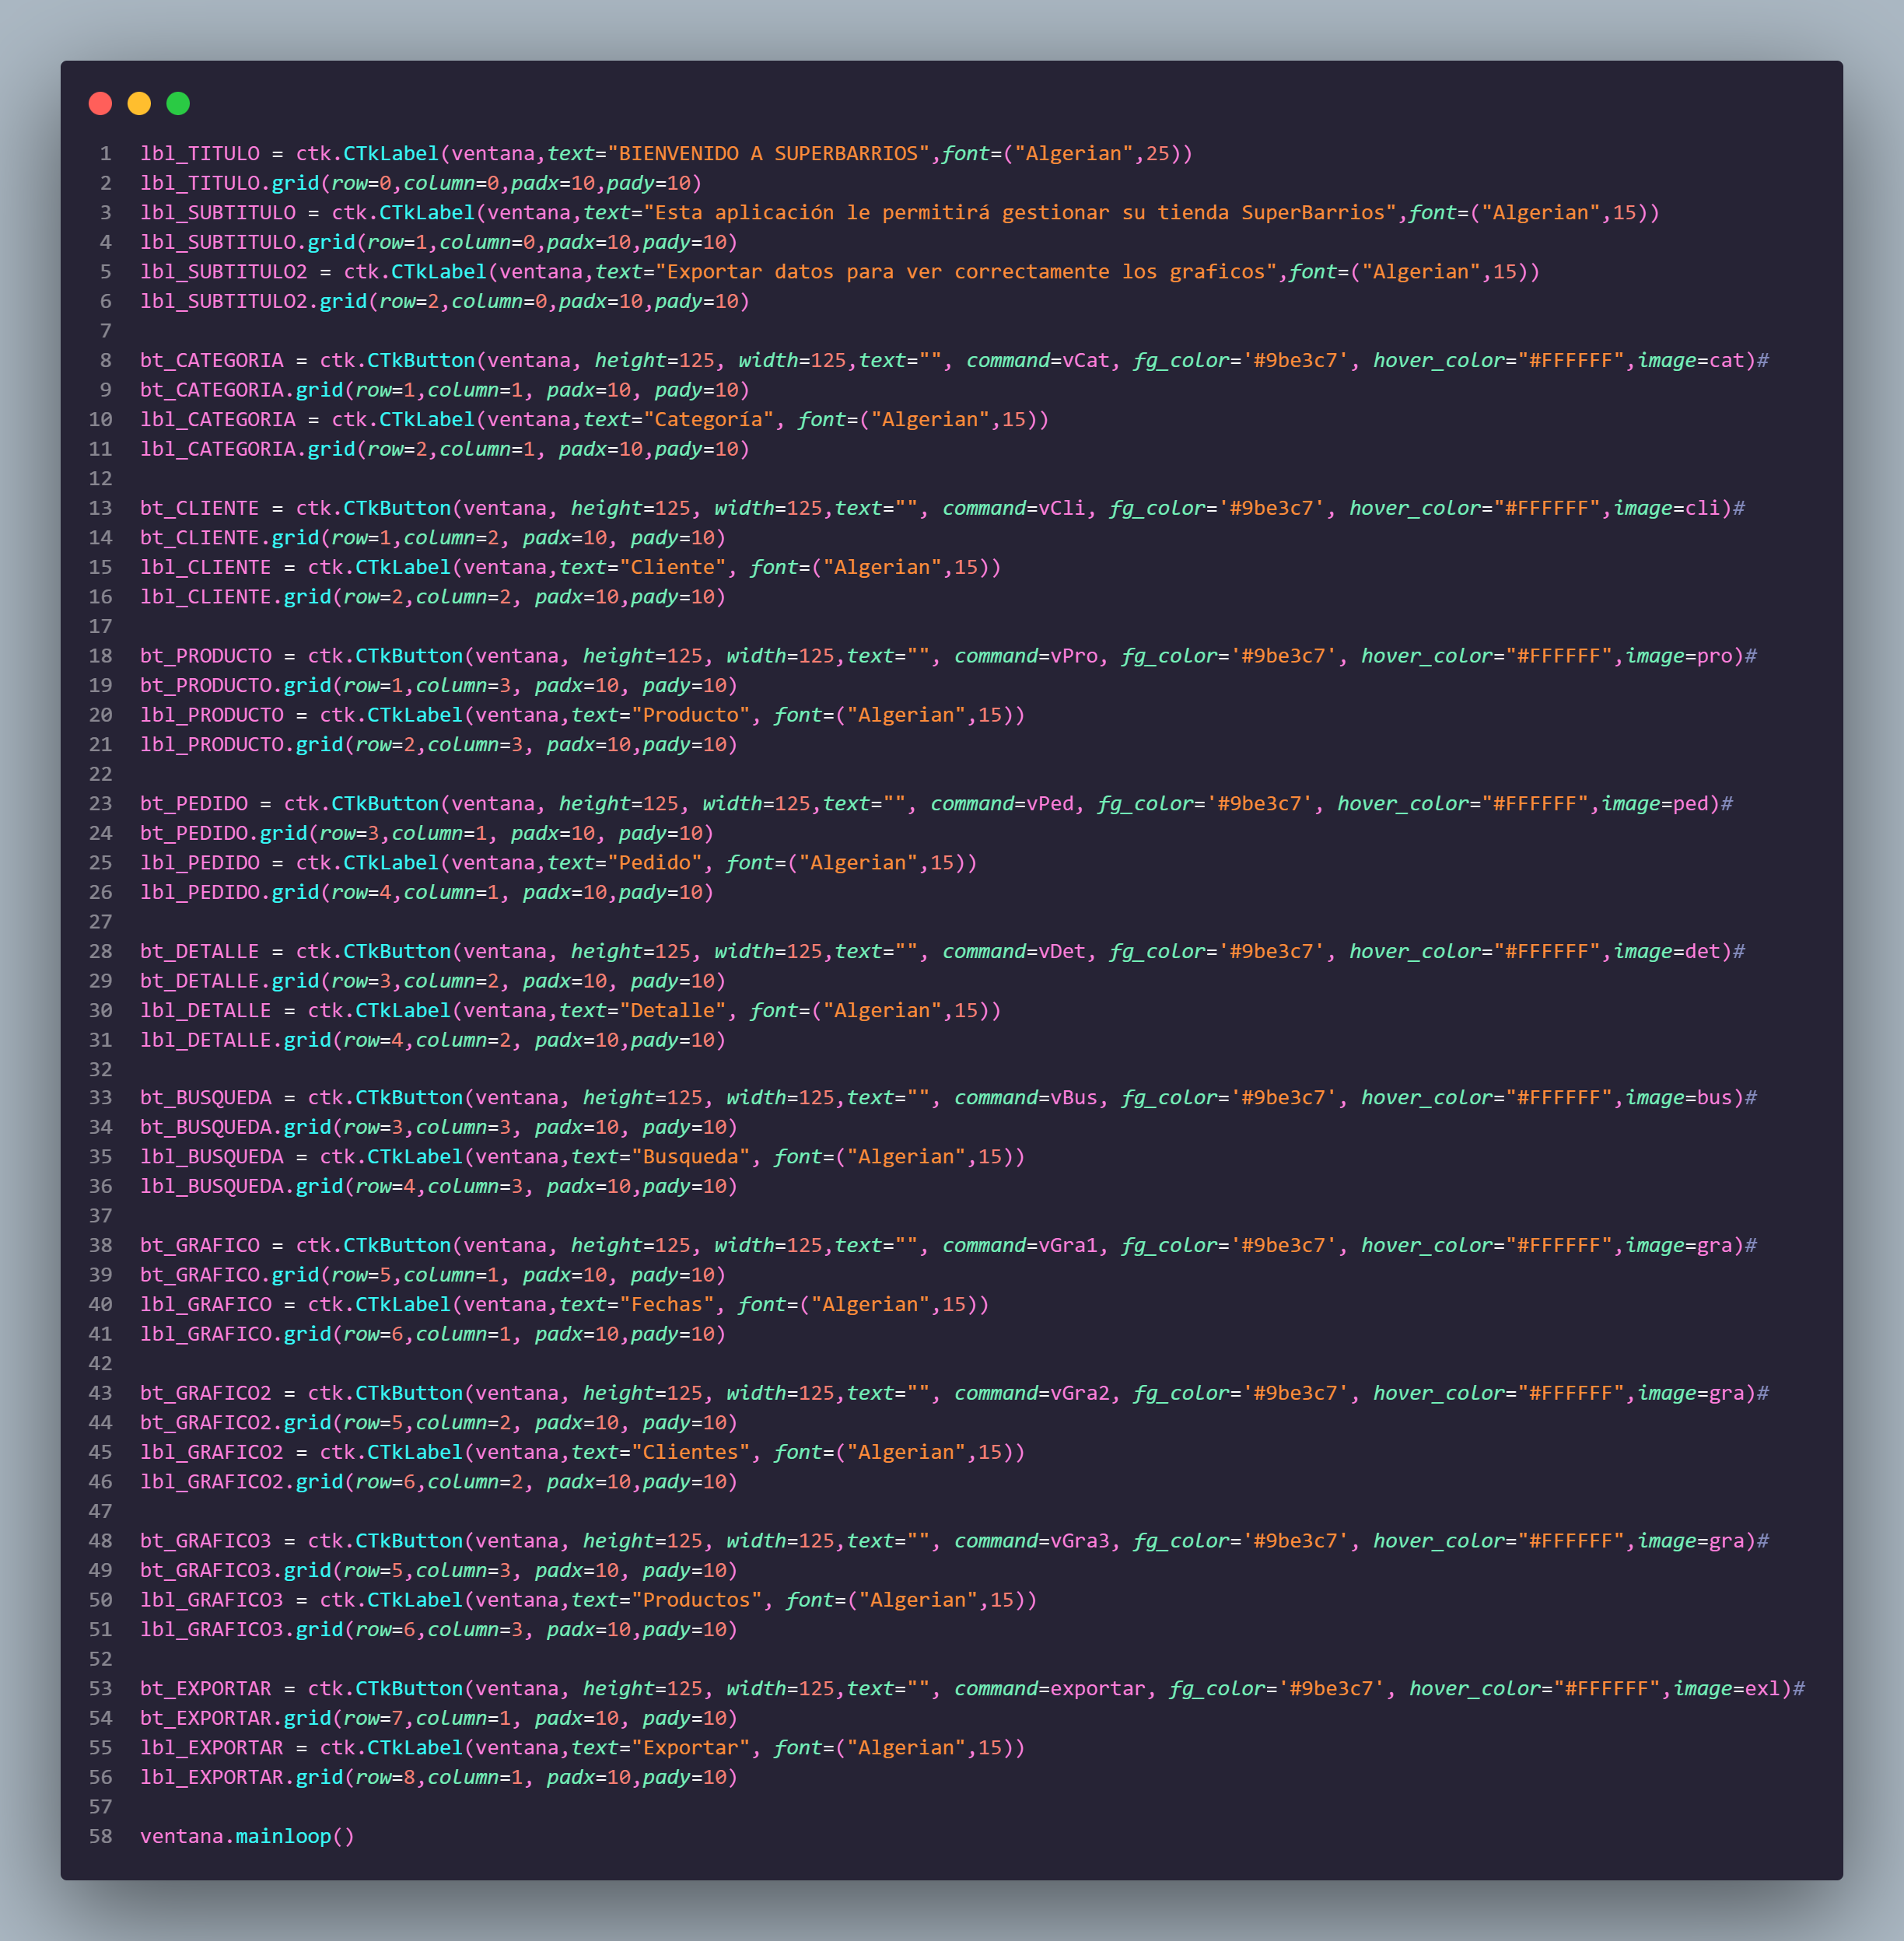 1 lbl_TITULO = ctk.CTkLabel(ventana,text="BIENVENIDO A SUPERBARRIOS",font=("Algerian",25))
2 lbl_TITULO.grid(row=0,column=0,padx=10,pady=10)
3 lbl_SUBTITULO = ctk.CTkLabel(ventana,text="Esta aplicación le permitirá gestionar su tienda SuperBarrios",font=("Algerian",15))
4 lbl_SUBTITULO.grid(row=1,column=0,padx=10,pady=10)
5 lbl_SUBTITULO2 = ctk.CTkLabel(ventana,text="Exportar datos para ver correctamente los graficos",font=("Algerian",15))
6 lbl_SUBTITULO2.grid(row=2,column=0,padx=10,pady=10)
7
8 bt_CATEGORIA = ctk.CTkButton(ventana, height=125, width=125,text="", command=vCat, fg_color='#9be3c7', hover_color="#FFFFFF",image=cat)#
9 bt_CATEGORIA.grid(row=1,column=1, padx=10, pady=10)
10 lbl_CATEGORIA = ctk.CTkLabel(ventana,text="Categoría", font=("Algerian",15))
11 lbl_CATEGORIA.grid(row=2,column=1, padx=10,pady=10)
12
13 bt_CLIENTE = ctk.CTkButton(ventana, height=125, width=125,text="", command=vCli, fg_color='#9be3c7', hover_color="#FFFFFF",image=cli)#
14 bt_CLIENTE.grid(row=1,column=2, padx=10, pady=10)
15 lbl_CLIENTE = ctk.CTkLabel(ventana,text="Cliente", font=("Algerian",15))
16 lbl_CLIENTE.grid(row=2,column=2, padx=10,pady=10)
17
18 bt_PRODUCTO = ctk.CTkButton(ventana, height=125, width=125,text="", command=vPro, fg_color='#9be3c7', hover_color="#FFFFFF",image=pro)#
19 bt_PRODUCTO.grid(row=1,column=3, padx=10, pady=10)
20 lbl_PRODUCTO = ctk.CTkLabel(ventana,text="Producto", font=("Algerian",15))
21 lbl_PRODUCTO.grid(row=2,column=3, padx=10,pady=10)
22
23 bt_PEDIDO = ctk.CTkButton(ventana, height=125, width=125,text="", command=vPed, fg_color='#9be3c7', hover_color="#FFFFFF",image=ped)#
24 bt_PEDIDO.grid(row=3,column=1, padx=10, pady=10)
25 lbl_PEDIDO = ctk.CTkLabel(ventana,text="Pedido", font=("Algerian",15))
26 lbl_PEDIDO.grid(row=4,column=1, padx=10,pady=10)
27
28 bt_DETALLE = ctk.CTkButton(ventana, height=125, width=125,text="", command=vDet, fg_color='#9be3c7', hover_color="#FFFFFF",image=det)#
29 bt_DETALLE.grid(row=3,column=2, padx=10, pady=10)
30 lbl_DETALLE = ctk.CTkLabel(ventana,text="Detalle", font=("Algerian",15))
31 lbl_DETALLE.grid(row=4,column=2, padx=10,pady=10)
32
33 bt_BUSQUEDA = ctk.CTkButton(ventana, height=125, width=125,text="", command=vBus, fg_color='#9be3c7', hover_color="#FFFFFF",image=bus)#
34 bt_BUSQUEDA.grid(row=3,column=3, padx=10, pady=10)
35 lbl_BUSQUEDA = ctk.CTkLabel(ventana,text="Busqueda", font=("Algerian",15))
36 lbl_BUSQUEDA.grid(row=4,column=3, padx=10,pady=10)
37
38 bt_GRAFICO = ctk.CTkButton(ventana, height=125, width=125,text="", command=vGra1, fg_color='#9be3c7', hover_color="#FFFFFF",image=gra)#
39 bt_GRAFICO.grid(row=5,column=1, padx=10, pady=10)
40 lbl_GRAFICO = ctk.CTkLabel(ventana,text="Fechas", font=("Algerian",15))
41 lbl_GRAFICO.grid(row=6,column=1, padx=10,pady=10)
42
43 bt_GRAFICO2 = ctk.CTkButton(ventana, height=125, width=125,text="", command=vGra2, fg_color='#9be3c7', hover_color="#FFFFFF",image=gra)#
44 bt_GRAFICO2.grid(row=5,column=2, padx=10, pady=10)
45 lbl_GRAFICO2 = ctk.CTkLabel(ventana,text="Clientes", font=("Algerian",15))
46 lbl_GRAFICO2.grid(row=6,column=2, padx=10,pady=10)
47
48 bt_GRAFICO3 = ctk.CTkButton(ventana, height=125, width=125,text="", command=vGra3, fg_color='#9be3c7', hover_color="#FFFFFF",image=gra)#
49 bt_GRAFICO3.grid(row=5,column=3, padx=10, pady=10)
50 lbl_GRAFICO3 = ctk.CTkLabel(ventana,text="Productos", font=("Algerian",15))
51 lbl_GRAFICO3.grid(row=6,column=3, padx=10,pady=10)
52
53 bt_EXPORTAR = ctk.CTkButton(ventana, height=125, width=125,text="", command=exportar, fg_color='#9be3c7', hover_color="#FFFFFF",image=exl)#
54 bt_EXPORTAR.grid(row=7,column=1, padx=10, pady=10)
55 lbl_EXPORTAR = ctk.CTkLabel(ventana,text="Exportar", font=("Algerian",15))
56 lbl_EXPORTAR.grid(row=8,column=1, padx=10,pady=10)
57
58 ventana.mainloop()